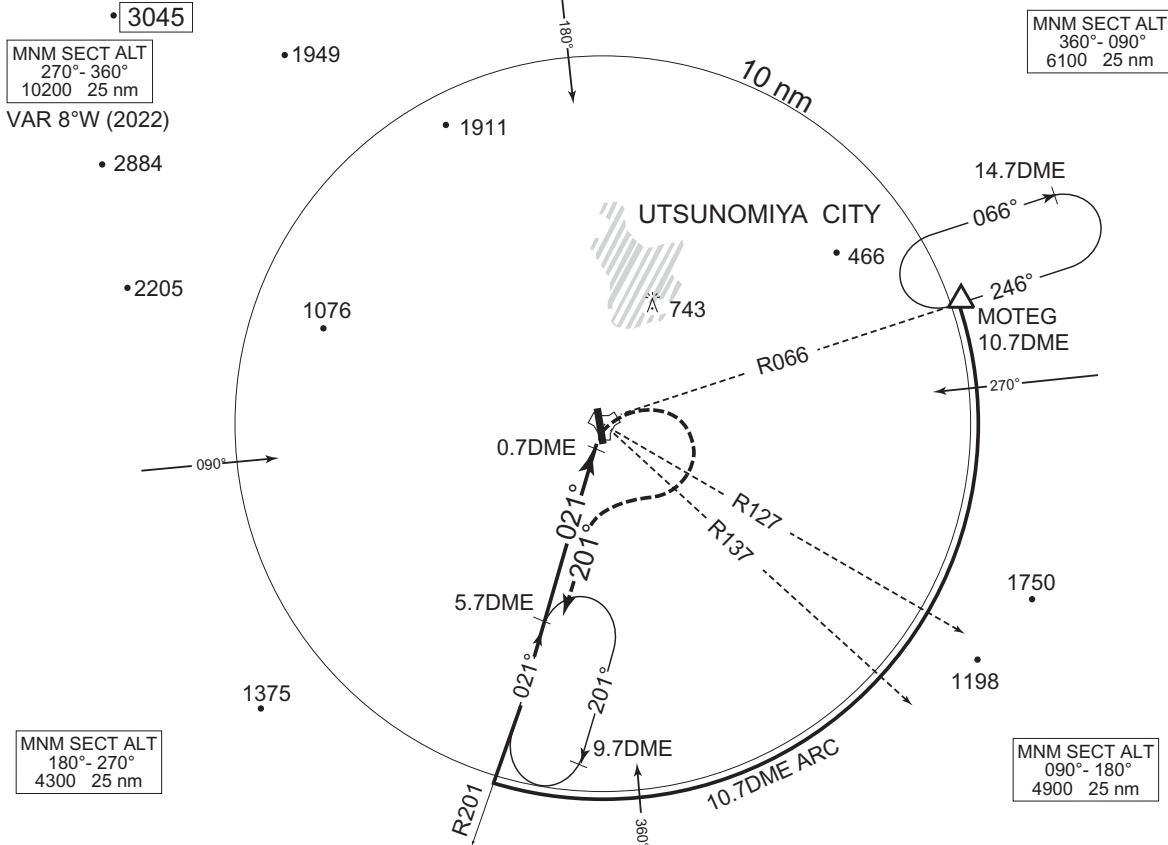 3045
MNM SECT ALT
270°- 360°
10200 25 nm
VAR 8°W (2022)
1949
180°
10 nm
MNM SECT ALT
360°- 090°
6100 25 nm
1911
2884
14.7DME
UTSUNOMIYA CITY
066°
466
2205
246°
1076
743
MOTEG
10.7DME
R066
270°
0.7DME
090°
021°
R127
R137
201°
1750
5.7DME
1198
021°
201°
1375
MNM SECT ALT
180°- 270°
4300 25 nm
9.7DME
MNM SECT ALT
090°- 180°
4900 25 nm
10.7DME ARC
R201
360°